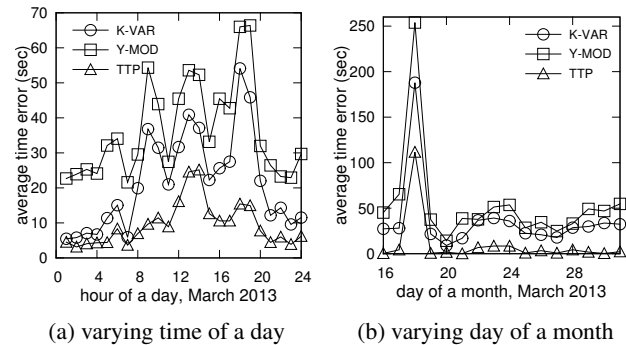 average time error (sec)
70
60
50
40
30
20
10
0
K-VAR
Y-MOD
TTP
0 4 8 12 16 20 24
hour of a day, March 2013
(a) varying time of a day
average time error (sec)
250
200
150
100
50
0
K-VAR
Y-MOD
TTP
16 20 24 28
day of a month, March 2013
(b) varying day of a month